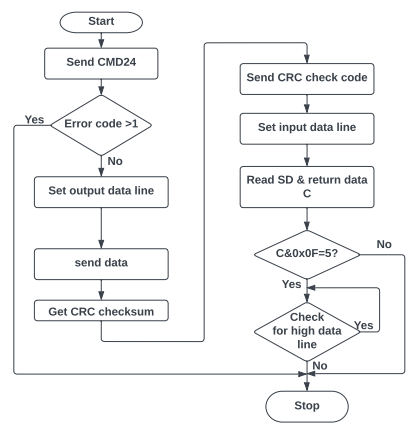 Start
Send CMD24
Error code >1
Yes
No
Set output data line
send data
Get CRC checksum
Send CRC check code
Set input data line
Read SD & return data
C
C&0x0F=5?
No
Yes
Check
for high data
line
Yes
No
Stop